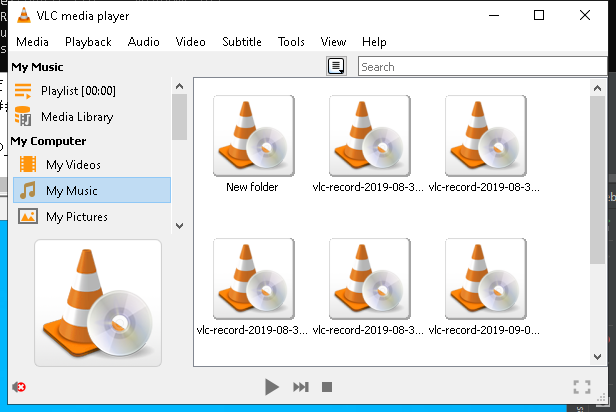 VLC media player
Media Playback Audio Video Subtitle Tools View Help
My Music
Search
Playlist [00:00]
Media Library
My Computer
My Videos
My Music
My Pictures
New folder
vlc-record-2019-08-3...
vlc-record-2019-08-3...
vlc-record-2019-08-3...
vlc-record-2019-08-3...
vlc-record-2019-09-0...